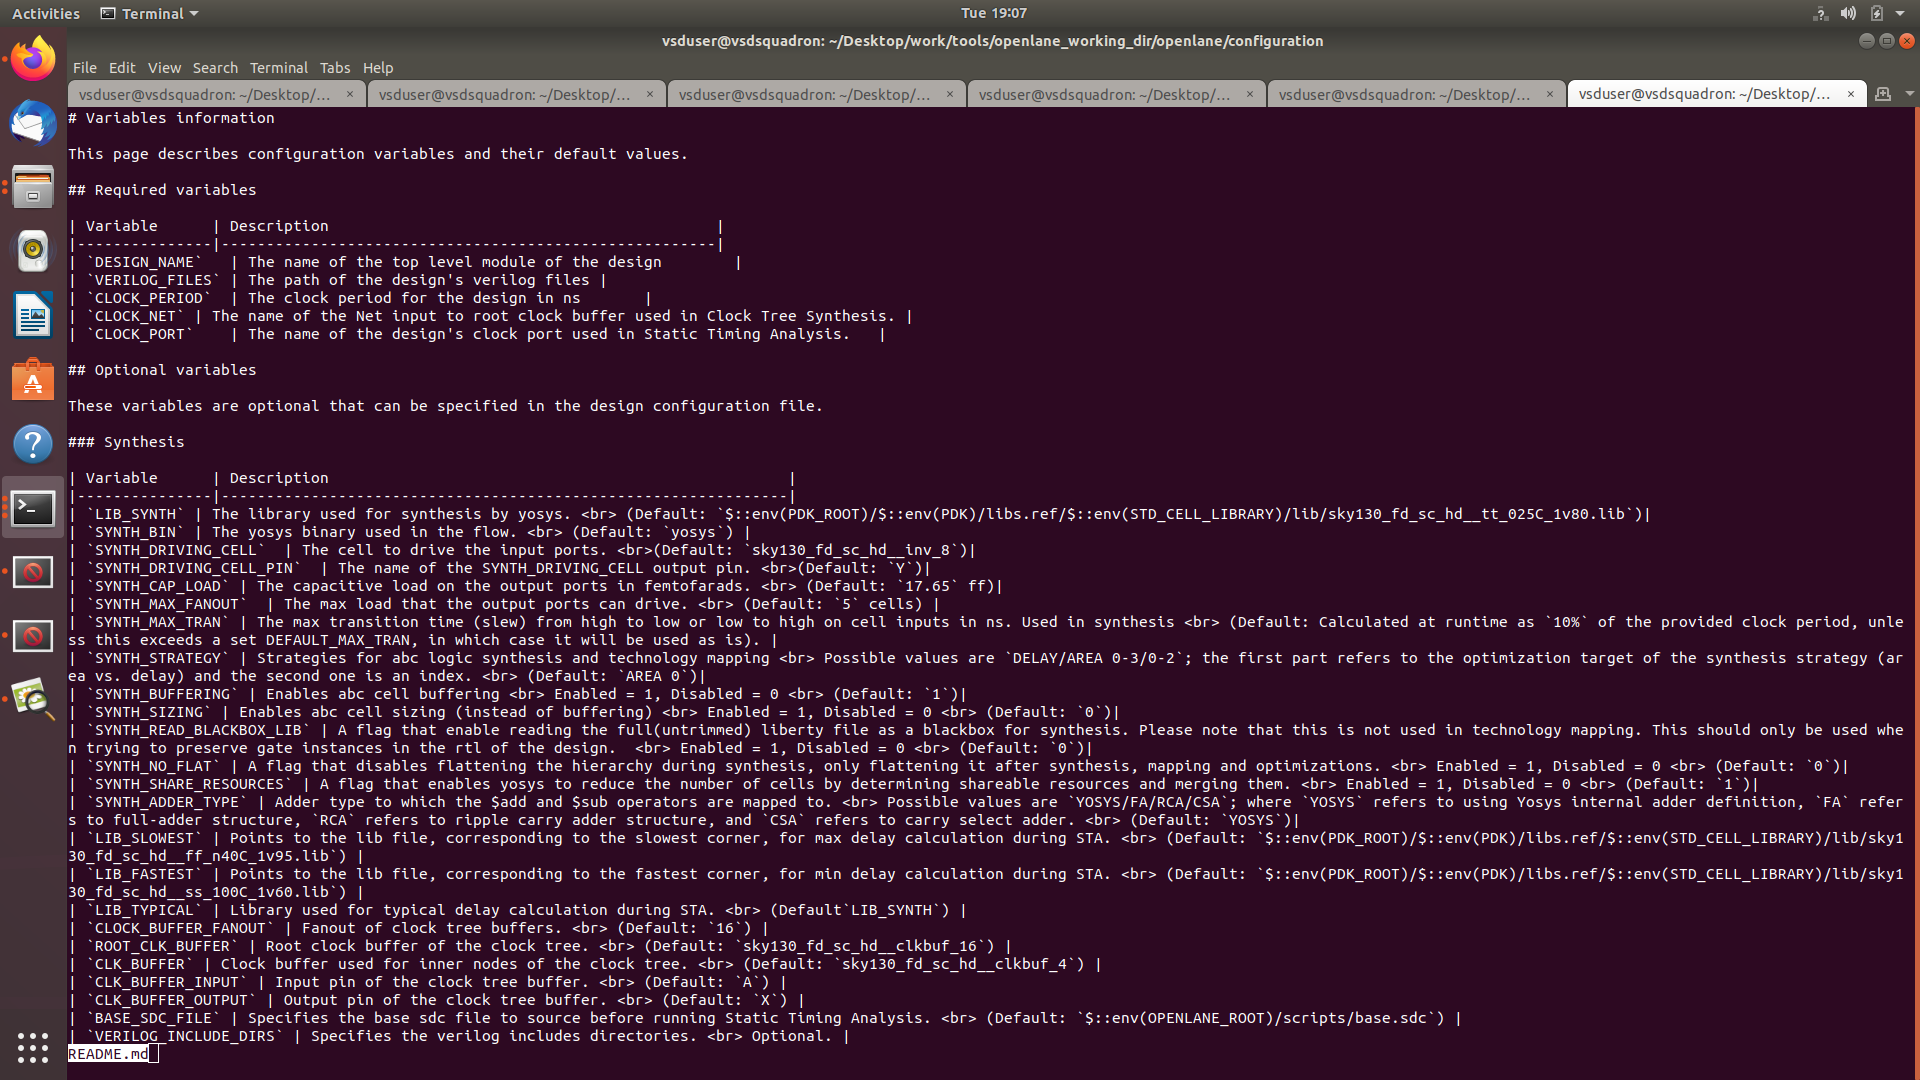 Activities Terminal Tue 19:07
vsduser@vsdsquadron: ~/Desktop/work/tools/openlane_working_dir/openlane/configuration
File Edit View Search Terminal Tabs Help
vsduser@vsdsquadron: ~/Desktop/... × vsduser@vsdsquadron: ~/Desktop/... × vsduser@vsdsquadron: ~/Desktop/... × vsduser@vsdsquadron: ~/Desktop/... × vsduser@vsdsquadron: ~/Desktop/... × vsduser@vsdsquadron: ~/Desktop/... ×
# Variables information
This page describes configuration variables and their default values.
## Required variables
| Variable      | Description                                           |
|---------------|-------------------------------------------------------|
| `DESIGN_NAME`   | The name of the top level module of the design        |
| `VERILOG_FILES` | The path of the design's verilog files |
| `CLOCK_PERIOD`  | The clock period for the design in ns       |
| `CLOCK_NET` | The name of the Net input to root clock buffer used in Clock Tree Synthesis. |
| `CLOCK_PORT`    | The name of the design's clock port used in Static Timing Analysis.   |
## Optional variables
These variables are optional that can be specified in the design configuration file.
### Synthesis
| Variable      | Description                                                   |
|---------------|---------------------------------------------------------------|
| `LIB_SYNTH` | The library used for synthesis by yosys. <br> (Default: `$::env(PDK_ROOT)/$::env(PDK)/libs.ref/$::env(STD_CELL_LIBRARY)/lib/sky130_fd_sc_hd__tt_025C_1v80.lib`)|
| `SYNTH_BIN` | The yosys binary used in the flow. <br> (Default: `yosys`) |
| `SYNTH_DRIVING_CELL`  | The cell to drive the input ports. <br>(Default: `sky130_fd_sc_hd__inv_8`)|
| `SYNTH_DRIVING_CELL_PIN`  | The name of the SYNTH_DRIVING_CELL output pin. <br>(Default: `Y`)|
| `SYNTH_CAP_LOAD` | The capacitive load on the output ports in femtofarads. <br> (Default: `17.65` ff)|
| `SYNTH_MAX_FANOUT`  | The max load that the output ports can drive. <br> (Default: `5` cells) |
| `SYNTH_MAX_TRAN` | The max transition time (slew) from high to low or low to high on cell inputs in ns. Used in synthesis <br> (Default: Calculated at runtime as `10%` of the provided clock period, unle
ss this exceeds a set DEFAULT_MAX_TRAN, in which case it will be used as is). |
| `SYNTH_STRATEGY` | Strategies for abc logic synthesis and technology mapping <br> Possible values are `DELAY/AREA 0-3/0-2`; the first part refers to the optimization target of the synthesis strategy (ar
ea vs. delay) and the second one is an index. <br> (Default: `AREA 0`)|
| `SYNTH_BUFFERING` | Enables abc cell buffering <br> Enabled = 1, Disabled = 0 <br> (Default: `1`)|
| `SYNTH_SIZING` | Enables abc cell sizing (instead of buffering) <br> Enabled = 1, Disabled = 0 <br> (Default: `0`)|
| `SYNTH_READ_BLACKBOX_LIB` | A flag that enable reading the full(untrimmed) liberty file as a blackbox for synthesis. Please note that this is not used in technology mapping. This should only be used whe
n trying to preserve gate instances in the rtl of the design.  <br> Enabled = 1, Disabled = 0 <br> (Default: `0`)|
| `SYNTH_NO_FLAT` | A flag that disables flattening the hierarchy during synthesis, only flattening it after synthesis, mapping and optimizations. <br> Enabled = 1, Disabled = 0 <br> (Default: `0`)|
| `SYNTH_SHARE_RESOURCES` | A flag that enables yosys to reduce the number of cells by determining shareable resources and merging them. <br> Enabled = 1, Disabled = 0 <br> (Default: `1`)|
| `SYNTH_ADDER_TYPE` | Adder type to which the $add and $sub operators are mapped to. <br> Possible values are `YOSYS/FA/RCA/CSA`; where `YOSYS` refers to using Yosys internal adder definition, `FA` refer
s to full-adder structure, `RCA` refers to ripple carry adder structure, and `CSA` refers to carry select adder. <br> (Default: `YOSYS`)|
| `LIB_SLOWEST` | Points to the lib file, corresponding to the slowest corner, for max delay calculation during STA. <br> (Default: `$::env(PDK_ROOT)/$::env(PDK)/libs.ref/$::env(STD_CELL_LIBRARY)/lib/sky1
30_fd_sc_hd__ff_n40C_1v95.lib`) |
| `LIB_FASTEST` | Points to the lib file, corresponding to the fastest corner, for min delay calculation during STA. <br> (Default: `$::env(PDK_ROOT)/$::env(PDK)/libs.ref/$::env(STD_CELL_LIBRARY)/lib/sky1
30_fd_sc_hd__ss_100C_1v60.lib`) |
| `LIB_TYPICAL` | Library used for typical delay calculation during STA. <br> (Default`LIB_SYNTH`) |
| `CLOCK_BUFFER_FANOUT` | Fanout of clock tree buffers. <br> (Default: `16`) |
| `ROOT_CLK_BUFFER` | Root clock buffer of the clock tree. <br> (Default: `sky130_fd_sc_hd__clkbuf_16`) |
| `CLK_BUFFER` | Clock buffer used for inner nodes of the clock tree. <br> (Default: `sky130_fd_sc_hd__clkbuf_4`) |
| `CLK_BUFFER_INPUT` | Input pin of the clock tree buffer. <br> (Default: `A`) |
| `CLK_BUFFER_OUTPUT` | Output pin of the clock tree buffer. <br> (Default: `X`) |
| `BASE_SDC_FILE` | Specifies the base sdc file to source before running Static Timing Analysis. <br> (Default: `$::env(OPENLANE_ROOT)/scripts/base.sdc`) |
| `VERILOG_INCLUDE_DIRS` | Specifies the verilog includes directories. <br> Optional. |
README.md